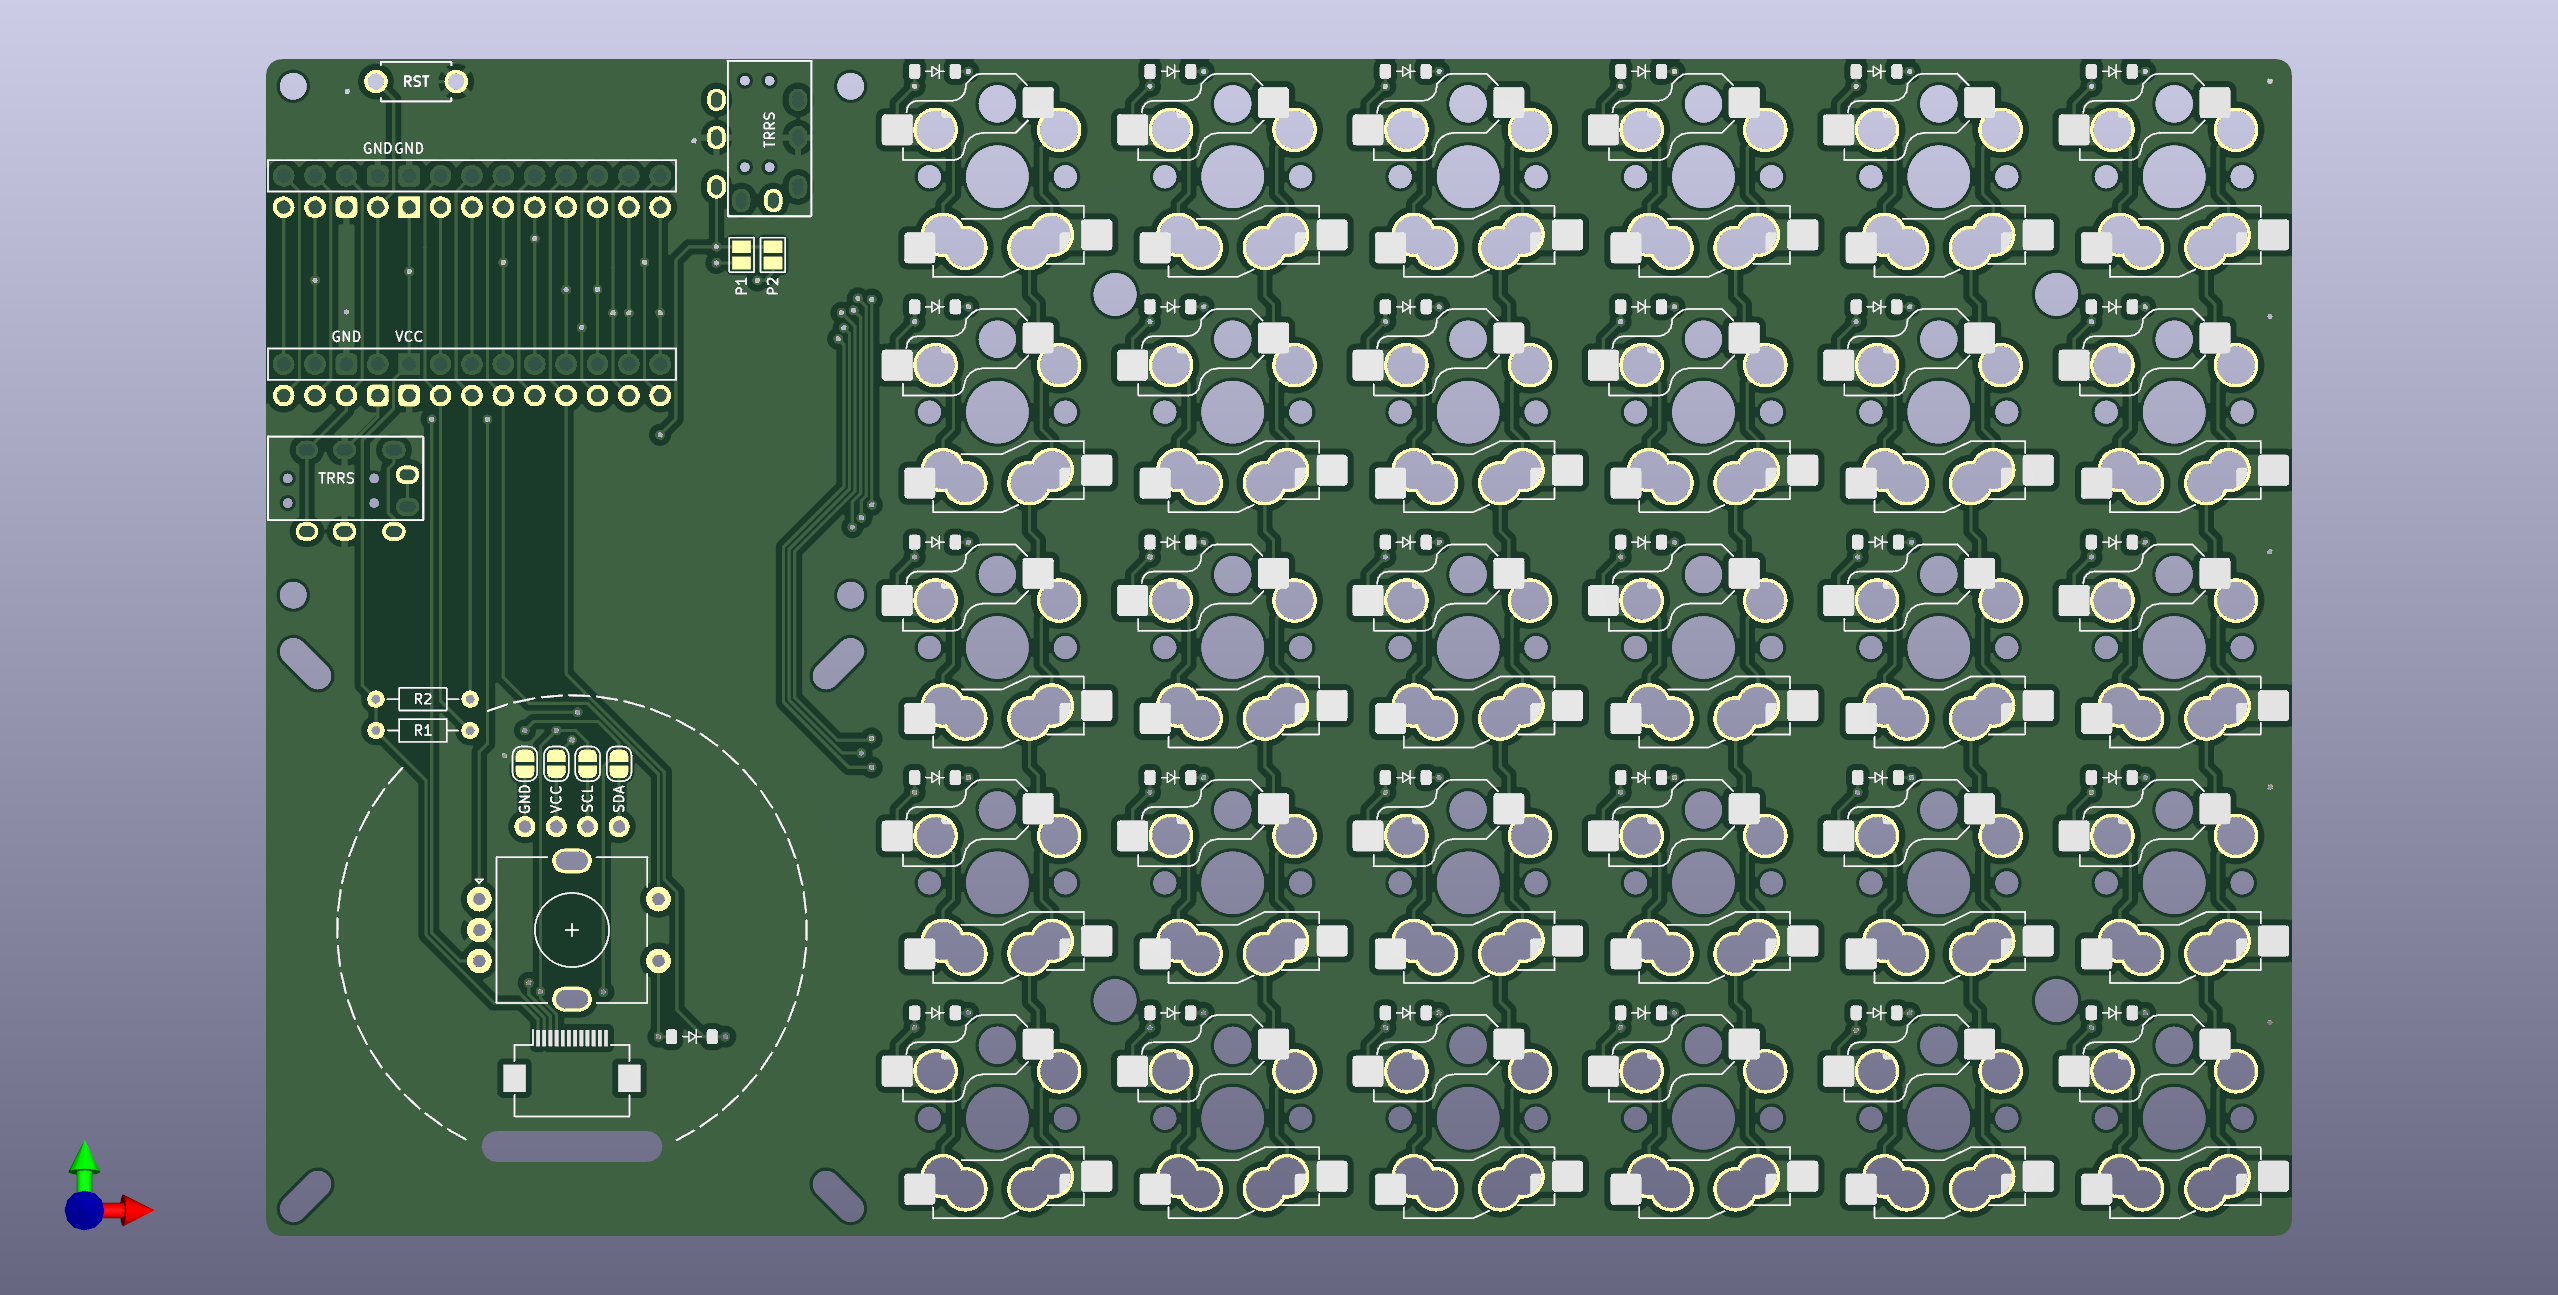 RST
GND GND
TRRS
P1 P2
GND VCC
TRRS
R2
R1
GND VCC SCL SDA